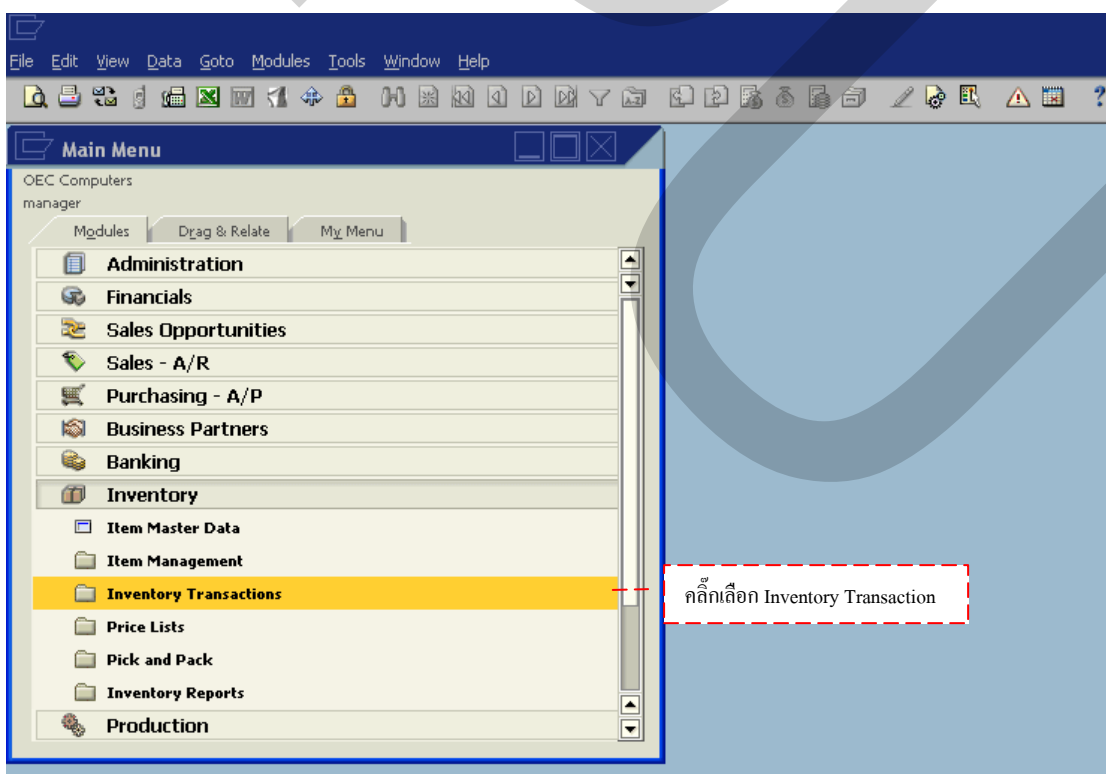 File Edit View Data Goto Modules Tools Window Help
Main Menu
OEC Computers
manager
Modules Drag & Relate My Menu
Administration
Financials
Sales Opportunities
Sales - A/R
Purchasing - A/P
Business Partners
Banking
Inventory
Item Master Data
Item Management
Inventory Transactions
คลิ๊กเลือก Inventory Transaction
Price Lists
Pick and Pack
Inventory Reports
Production